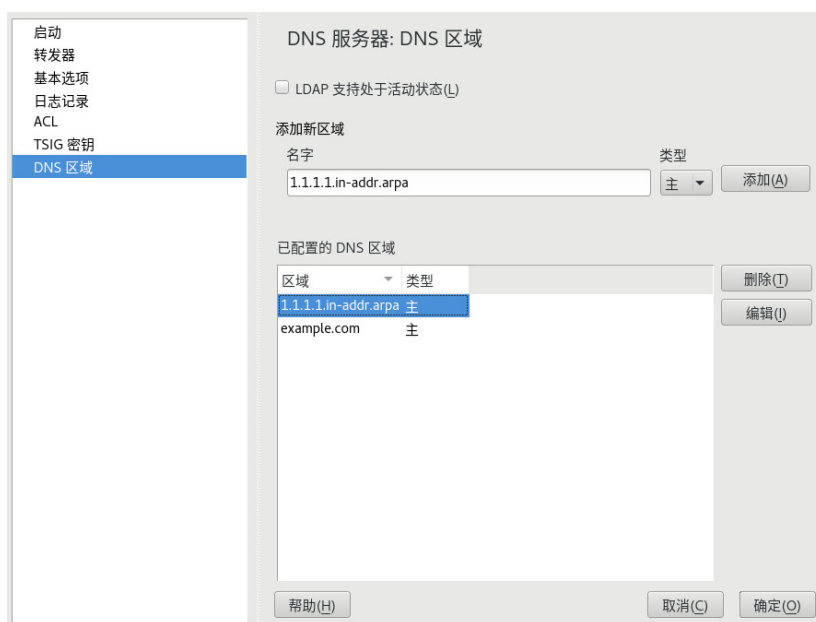 启动
转发器
基本选项
日志记录
ACL
TSIG 密钥
DNS 区域
DNS 服务器: DNS 区域
LDAP 支持处于活动状态(L)
添加新区域
名字 类型
1.1.1.1.in-addr.arpa 主 添加(A)
已配置的 DNS 区域
区域 类型 删除(T)
1.1.1.1.in-addr.arpa 主 编辑(I)
example.com 主
帮助(H) 取消(C) 确定(O)